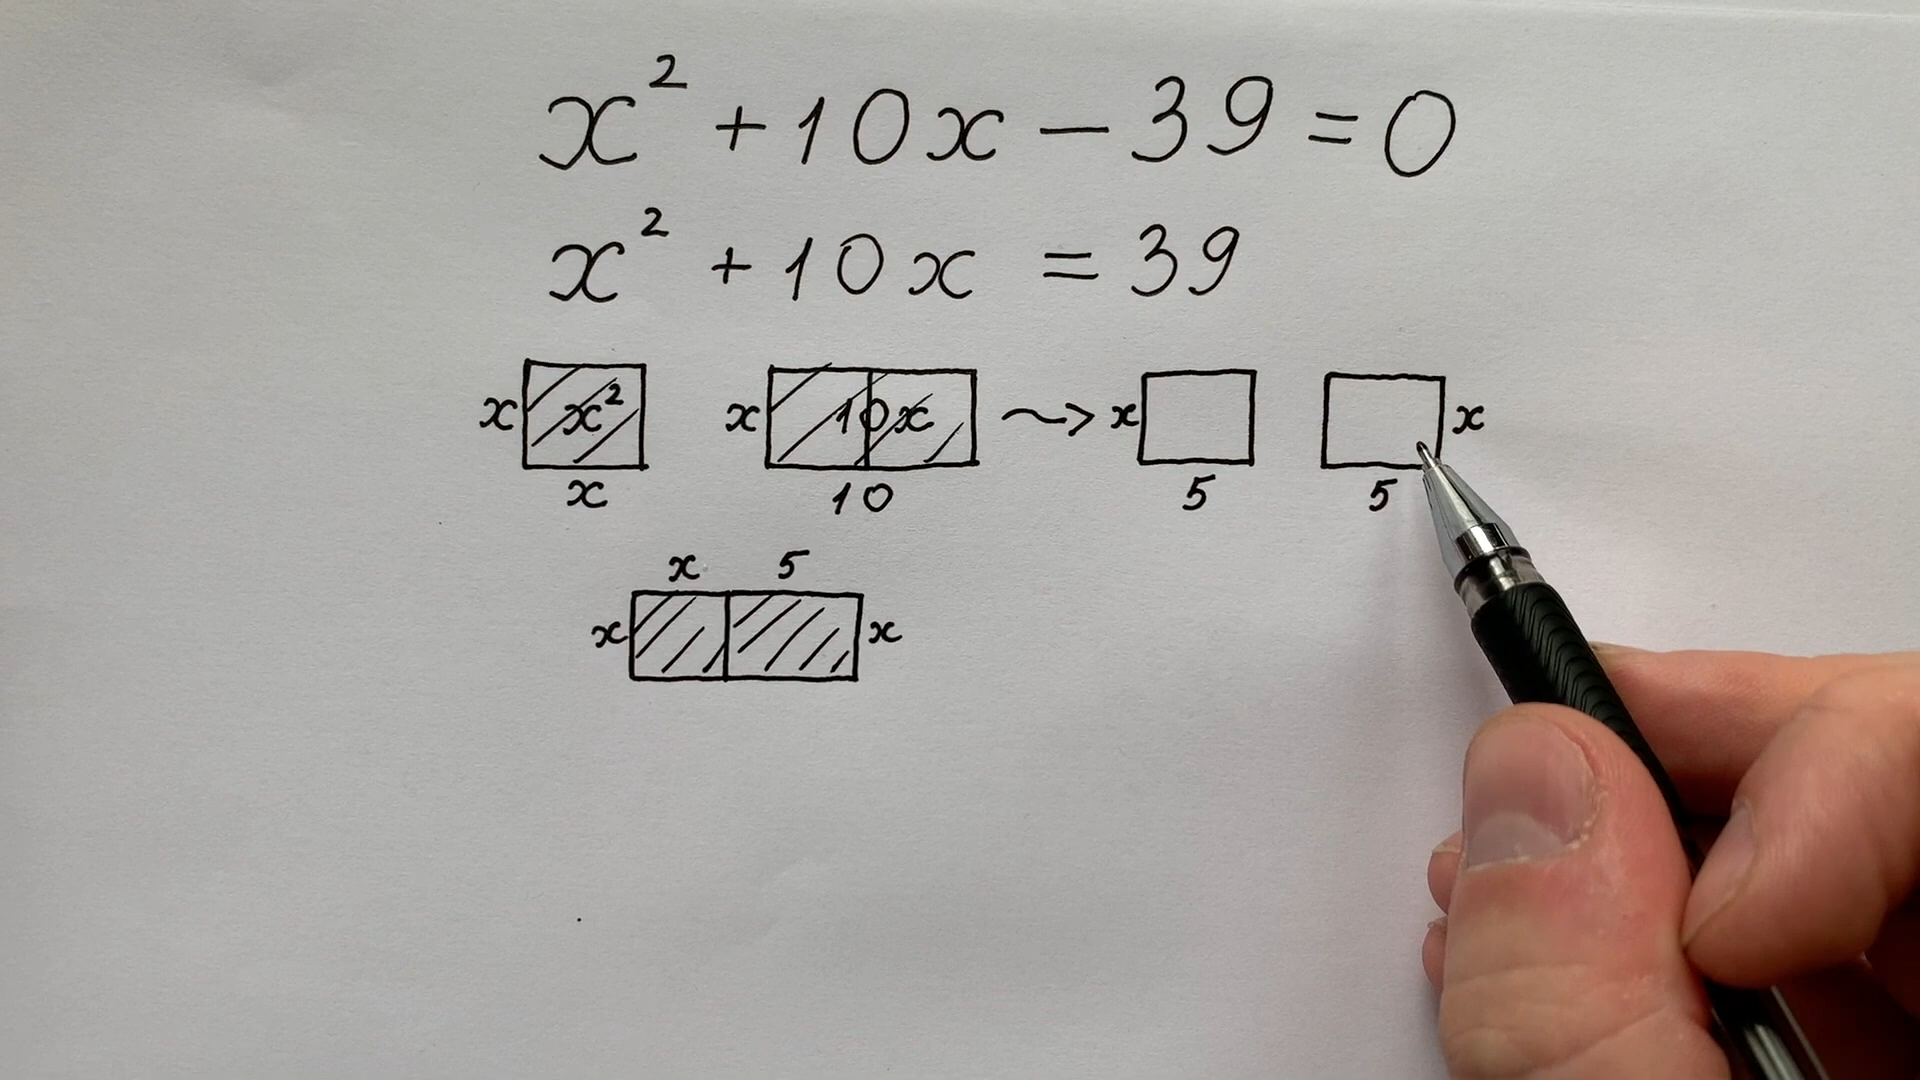 x² + 10x − 39 = 0
x² + 10x = 39
x x² x 10x ~> x x
x 10 5 5
x 5
x x